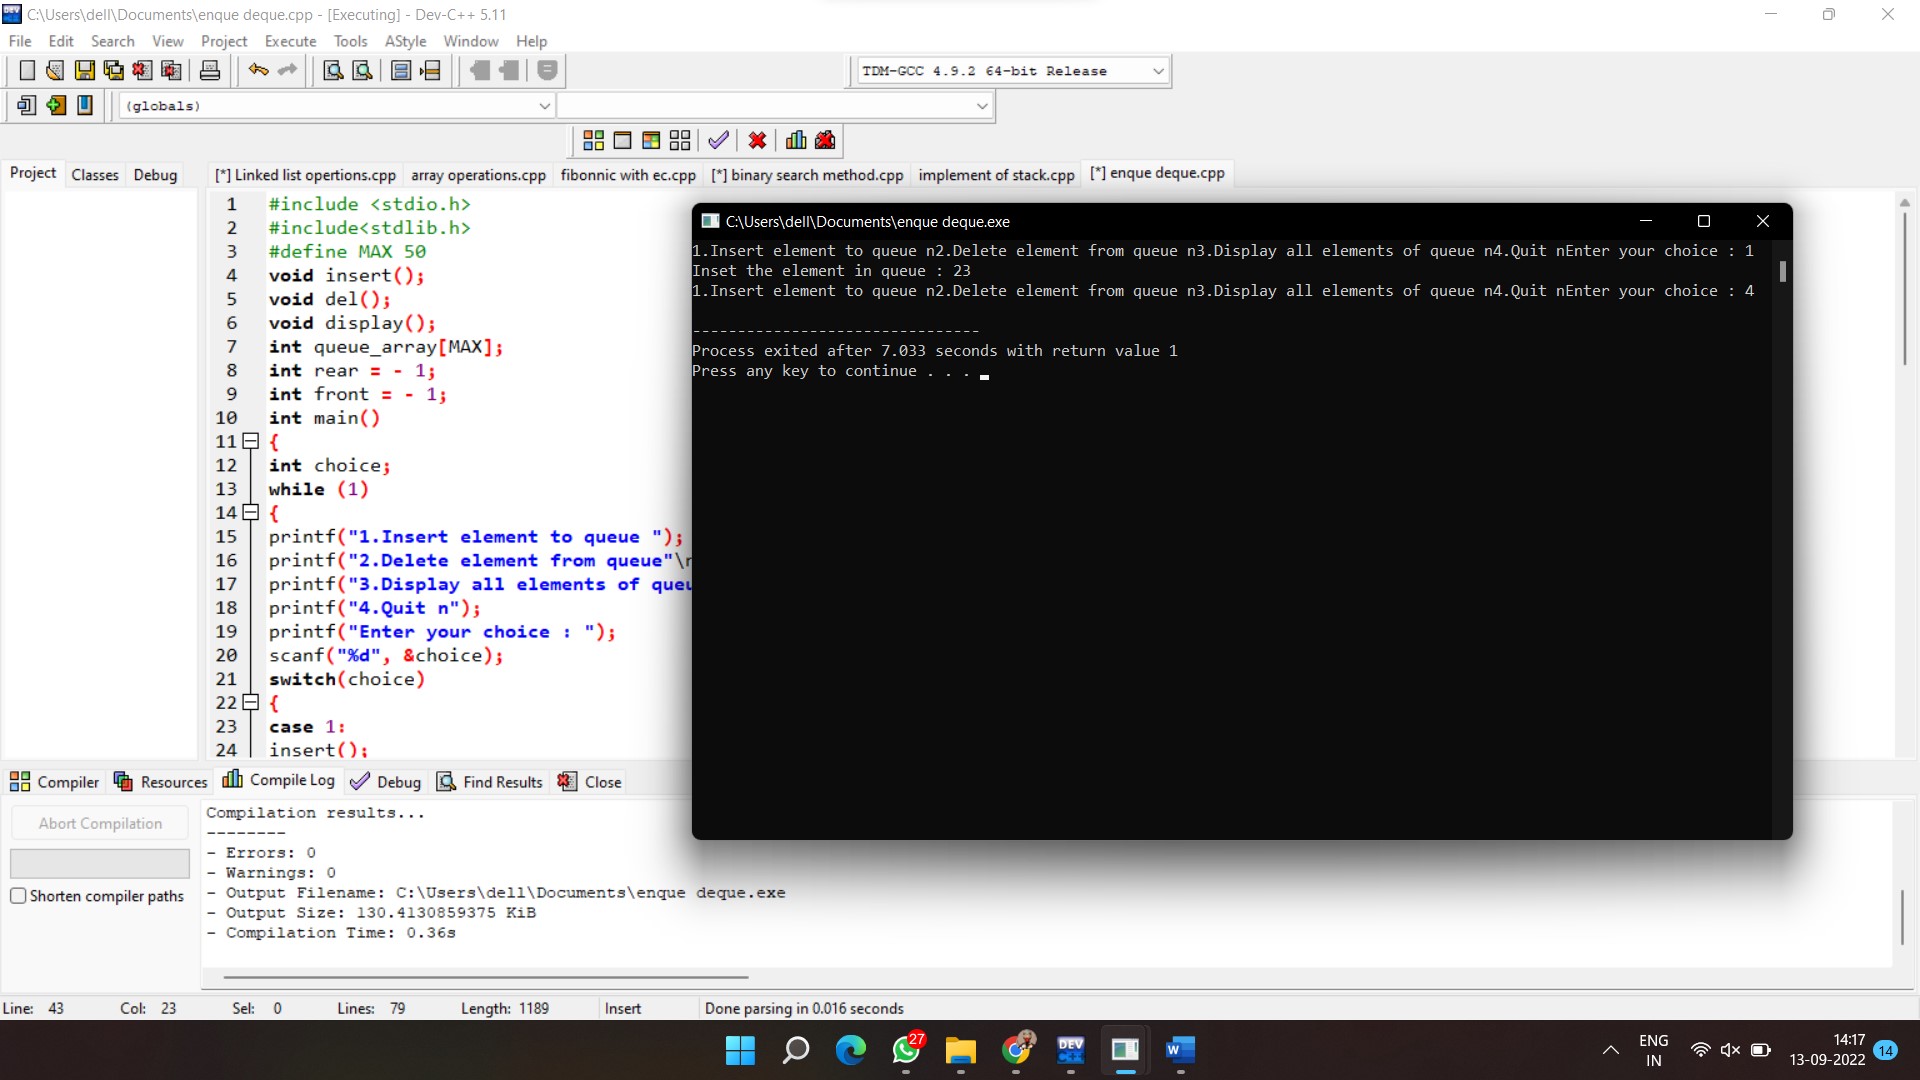 C:\Users\dell\Documents\enque deque.cpp - [Executing] - Dev-C++ 5.11
File Edit Search View Project Execute Tools AStyle Window Help
TDM-GCC 4.9.2 64-bit Release
(globals)
Project Classes Debug
[*] Linked list opertions.cpp array operations.cpp fibonnic with ec.cpp [*] binary search method.cpp implement of stack.cpp [*] enque deque.cpp
1 #include <stdio.h>
2 #include<stdlib.h>
3 #define MAX 50
4 void insert();
5 void del();
6 void display();
7 int queue_array[MAX];
8 int rear = - 1;
9 int front = - 1;
10 int main()
11 {
12 int choice;
13 while (1)
14 {
15 printf("1.Insert element to queue ");
16 printf("2.Delete element from queue"\n
17 printf("3.Display all elements of queu
18 printf("4.Quit n");
19 printf("Enter your choice : ");
20 scanf("%d", &choice);
21 switch(choice)
22 {
23 case 1:
24 insert();
C:\Users\dell\Documents\enque deque.exe
1.Insert element to queue n2.Delete element from queue n3.Display all elements of queue n4.Quit nEnter your choice : 1
Inset the element in queue : 23
1.Insert element to queue n2.Delete element from queue n3.Display all elements of queue n4.Quit nEnter your choice : 4
--------------------------------
Process exited after 7.033 seconds with return value 1
Press any key to continue . . .
Compiler Resources Compile Log Debug Find Results Close
Abort Compilation
Shorten compiler paths
Compilation results...
--------
- Errors: 0
- Warnings: 0
- Output Filename: C:\Users\dell\Documents\enque deque.exe
- Output Size: 130.4130859375 KiB
- Compilation Time: 0.36s
Line: 43 Col: 23 Sel: 0 Lines: 79 Length: 1189 Insert Done parsing in 0.016 seconds
27
DEV C++
W
ENG
IN
14:17
13-09-2022
14